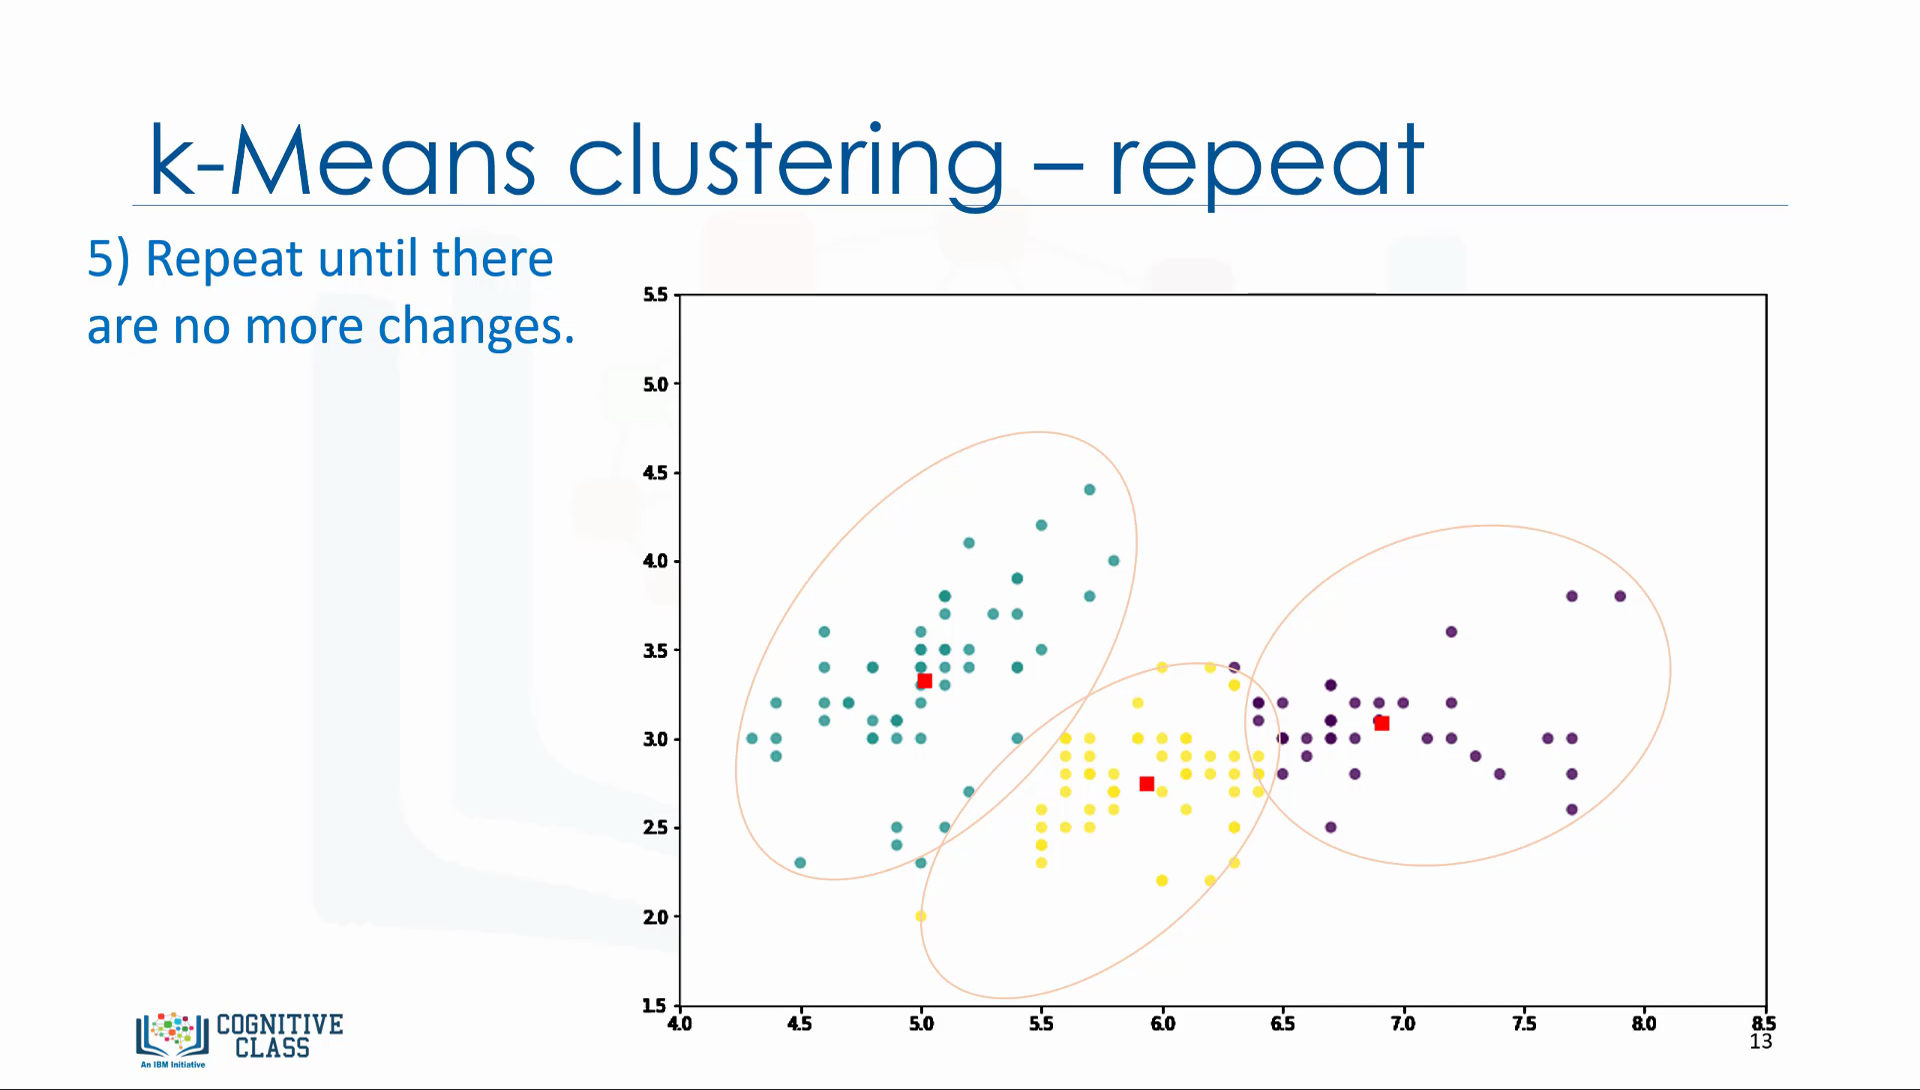 k-Means clustering – repeat
5) Repeat until there
are no more changes.
5.5
5.0
4.5
4.0
3.5
3.0
2.5
2.0
1.5
4.0 4.5 5.0 5.5 6.0 6.5 7.0 7.5 8.0 8.5
13
COGNITIVE
CLASS
An IBM Initiative